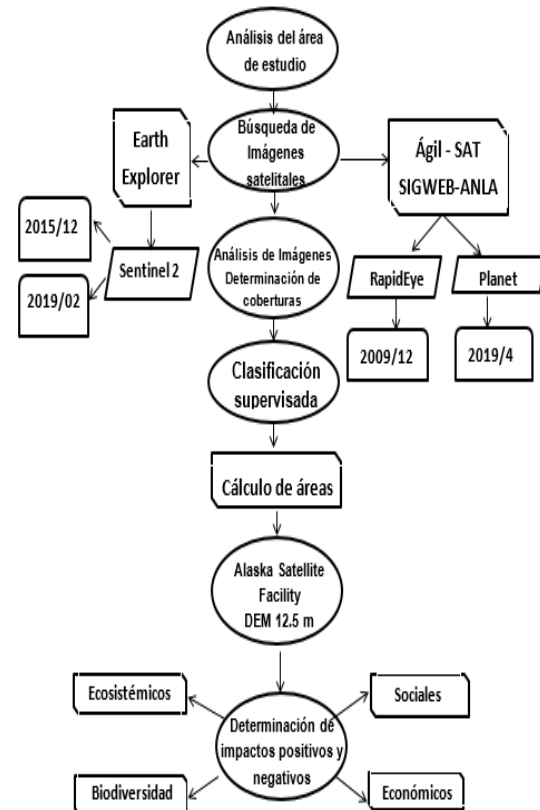 Análisis del área
de estudio
Búsqueda de
Imágenes
satelitales
Earth
Explorer
Ágil - SAT
SIGWEB-ANLA
2015/12
2019/02
Sentinel 2
Análisis de Imágenes
Determinación de
coberturas
RapidEye
Planet
2009/12
2019/4
Clasificación
supervisada
Cálculo de áreas
Alaska Satellite
Facility
DEM 12.5 m
Ecosistémicos
Sociales
Determinación de
impactos positivos y
negativos
Biodiversidad
Económicos